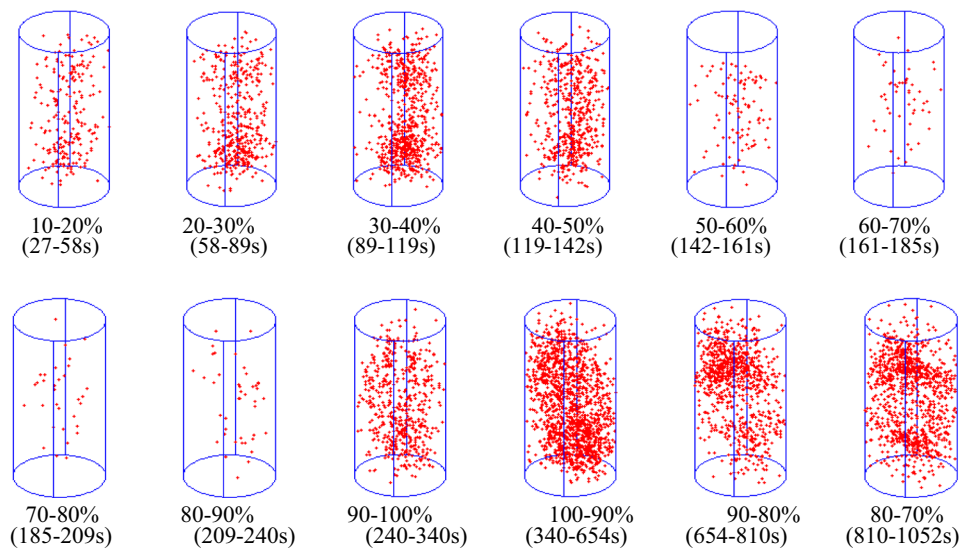 10-20% 20-30% 30-40% 40-50% 50-60% 60-70%
(27-58s) (58-89s) (89-119s) (119-142s) (142-161s) (161-185s)
70-80% 80-90% 90-100% 100-90% 90-80% 80-70%
(185-209s) (209-240s) (240-340s) (340-654s) (654-810s) (810-1052s)